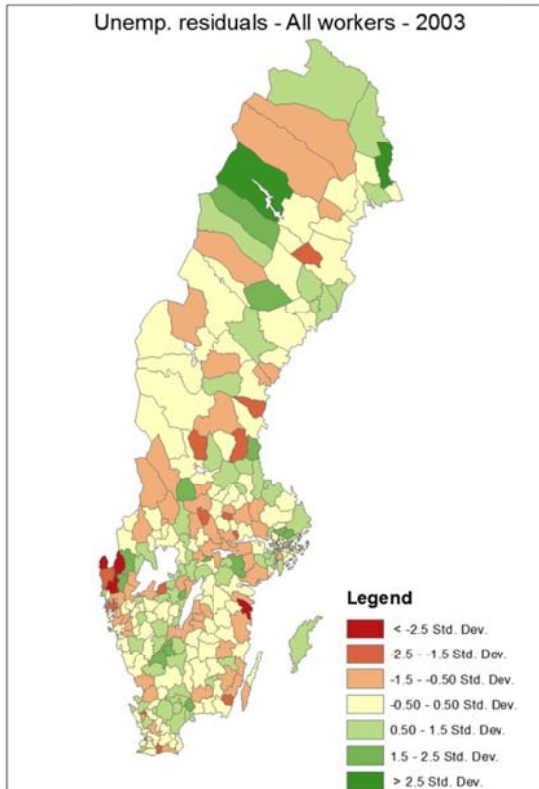 Unemp. residuals - All workers - 2003
Legend
< -2.5 Std. Dev.
-2.5 - -1.5 Std. Dev.
-1.5 - -0.50 Std. Dev.
-0.50 - 0.50 Std. Dev.
0.50 - 1.5 Std. Dev.
1.5 - 2.5 Std. Dev.
> 2.5 Std. Dev.